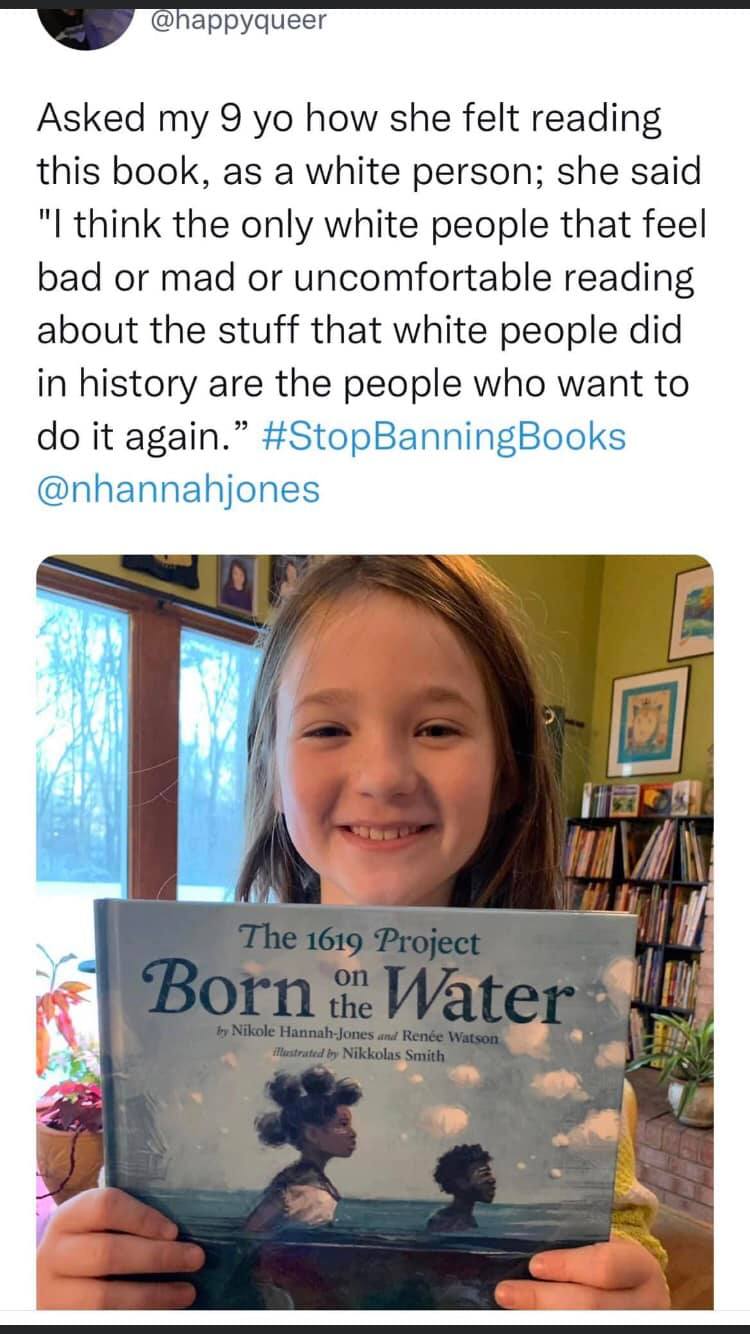 @happyqueer
Asked my 9 yo how she felt reading
this book, as a white person; she said
"I think the only white people that feel
bad or mad or uncomfortable reading
about the stuff that white people did
in history are the people who want to
do it again.” #StopBanningBooks
@nhannahjones
The 1619 Project
Born on the Water
by Nikole Hannah-Jones and Renée Watson
illustrated by Nikkolas Smith